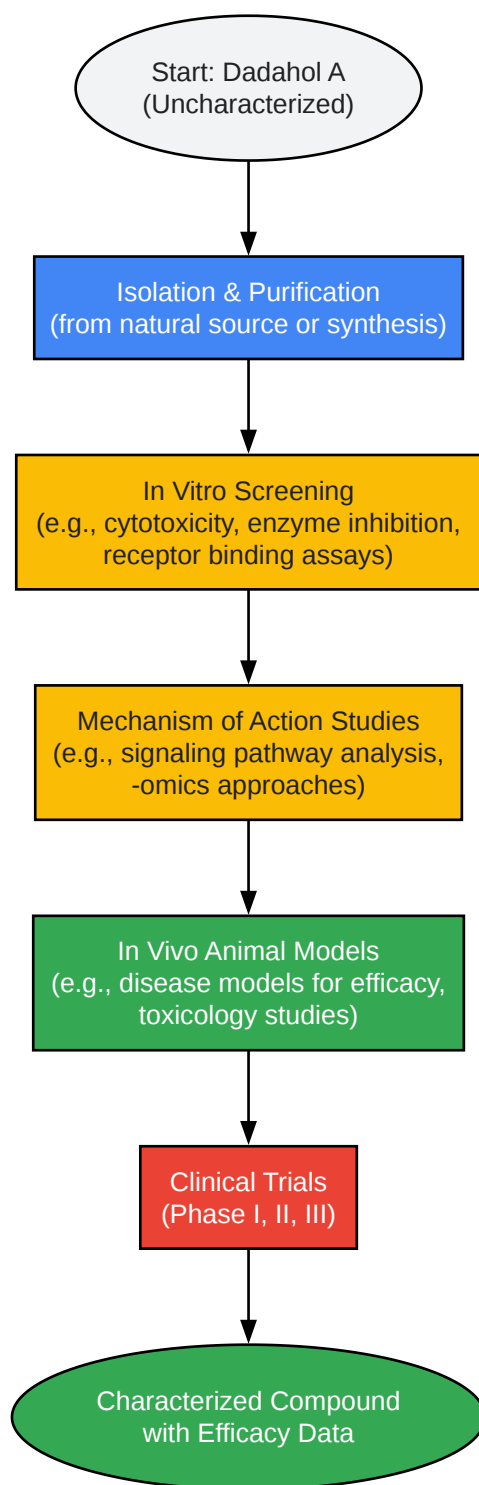 Start: Dadahol A
(Uncharacterized)
Isolation & Purification
(from natural source or synthesis)
In Vitro Screening
(e.g., cytotoxicity, enzyme inhibition,
receptor binding assays)
Mechanism of Action Studies
(e.g., signaling pathway analysis,
-omics approaches)
In Vivo Animal Models
(e.g., disease models for efficacy,
toxicology studies)
Clinical Trials
(Phase I, II, III)
Characterized Compound
with Efficacy Data